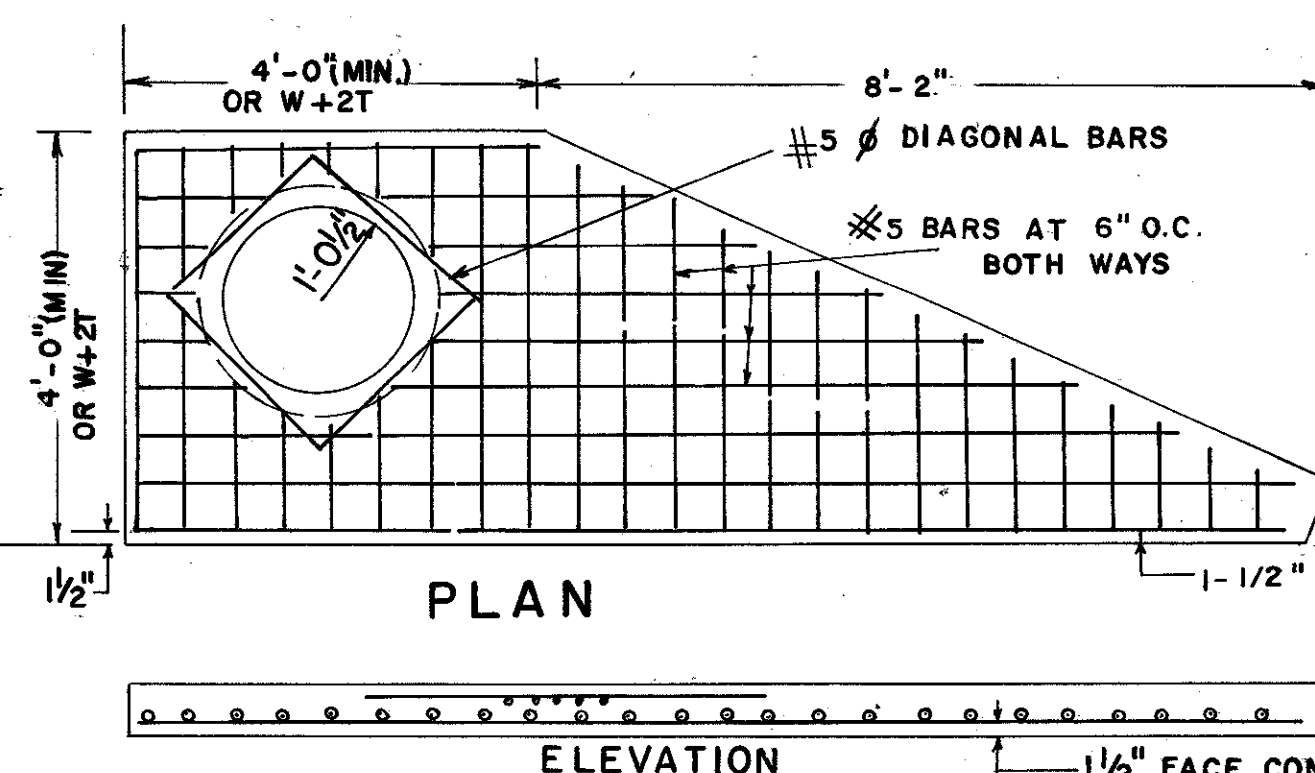 4'-0"(MIN.)
OR W+2T
8'-2"
#5 ⌀ DIAGONAL BARS
1'-0½"
#5 BARS AT 6" O.C.
BOTH WAYS
4'-0"(MIN)
OR W+2T
1½"
1-1/2"
PLAN
ELEVATION
1½" FACE CON